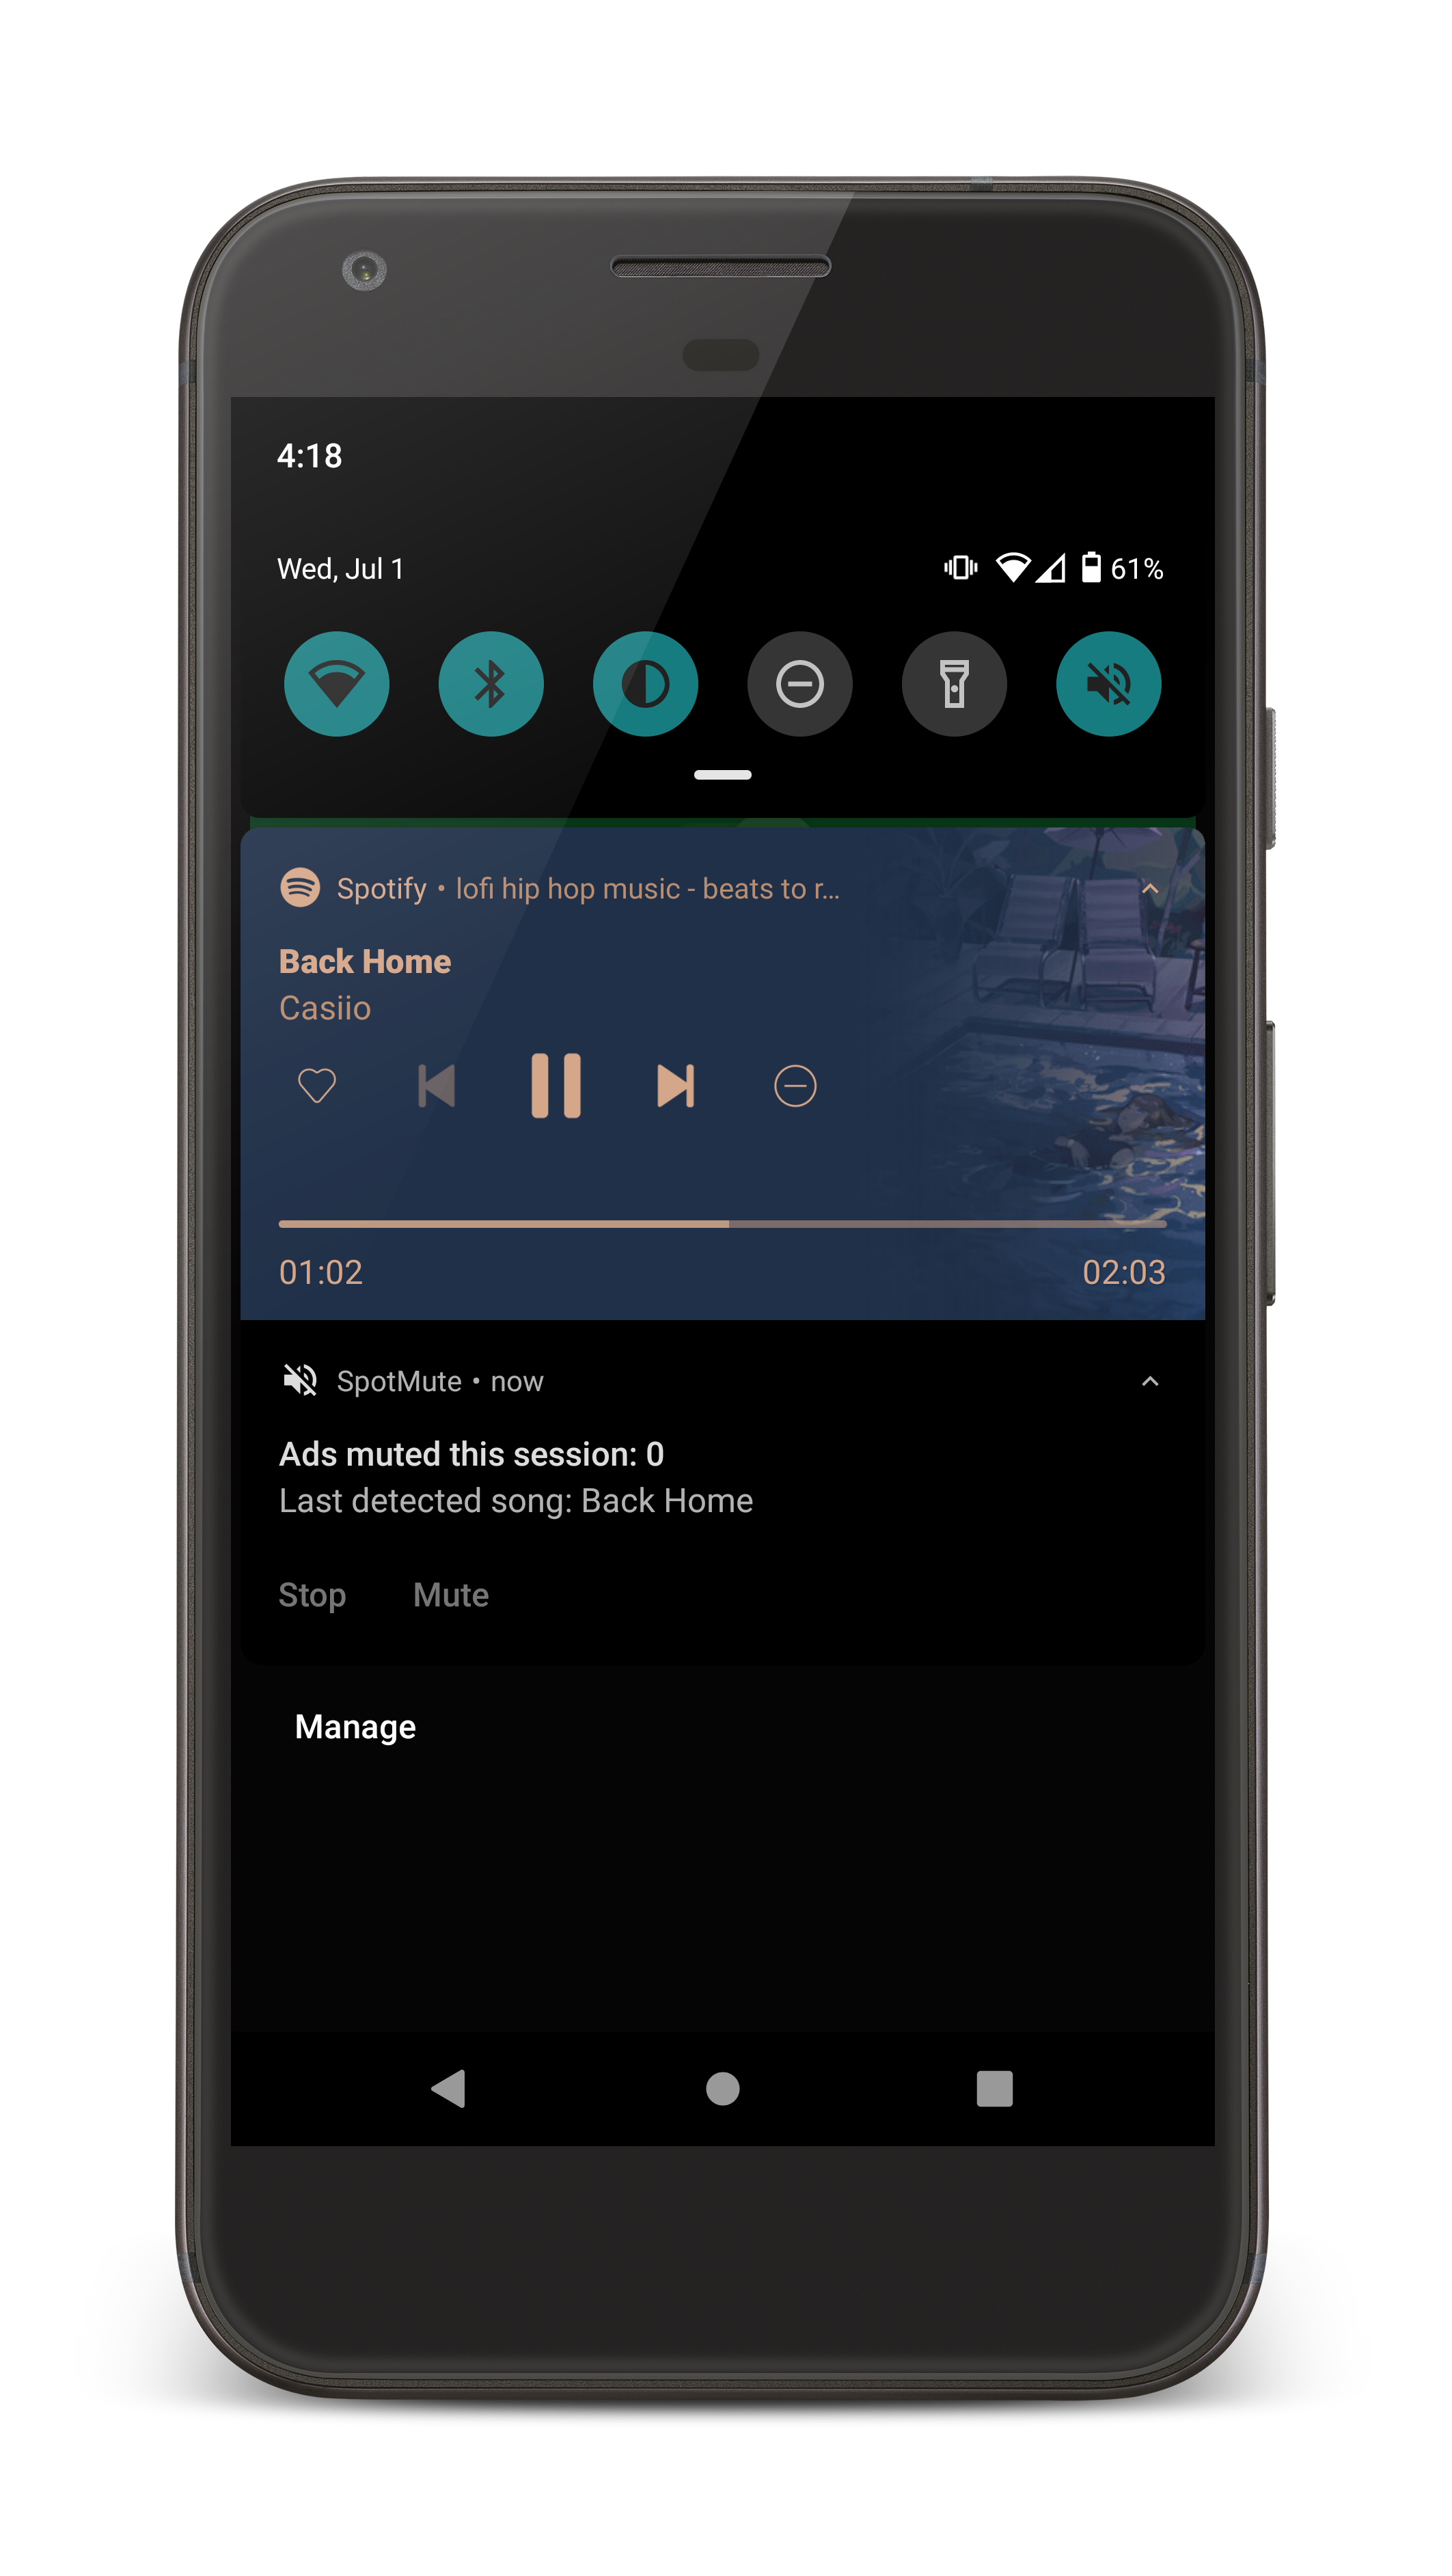 4:18
Wed, Jul 1
61%
Spotify • lofi hip hop music - beats to r...
Back Home
Casiio
01:02
02:03
SpotMute • now
Ads muted this session: 0
Last detected song: Back Home
Stop Mute
Manage